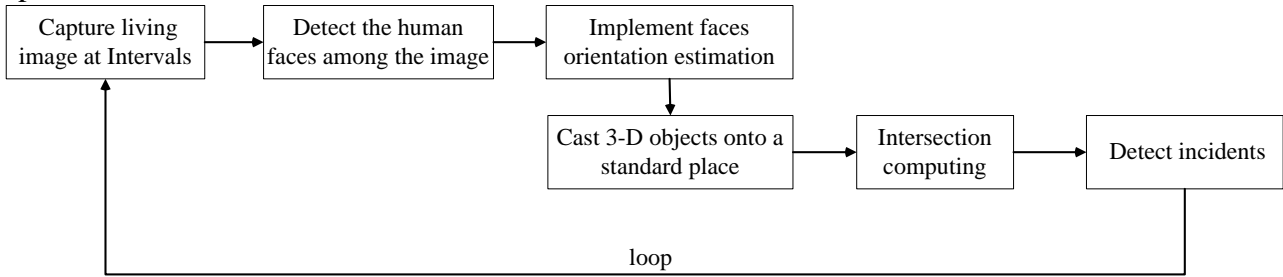 Capture living
image at Intervals
Detect the human
faces among the image
Implement faces
orientation estimation
Cast 3-D objects onto a
standard place
Intersection
computing
Detect incidents
loop